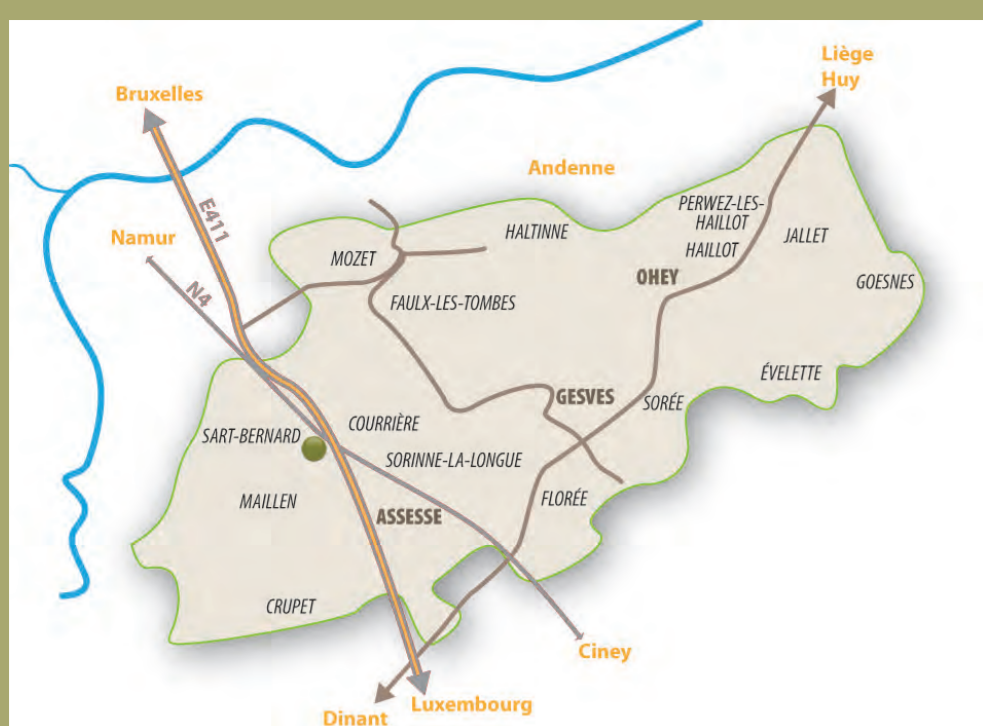 Liège
Huy
Bruxelles
Andenne
E411
Namur
N4
PERWEZ-LES-
HAILLOT
HALTINNE
JALLET
MOZET
HAILLOT
OHEY
GOESNES
FAULX-LES-TOMBES
ÉVELETTE
GESVES
SORÉE
COURRIÈRE
SART-BERNARD
SORINNE-LA-LONGUE
MAILLEN
FLORÉE
ASSESSE
CRUPET
Ciney
Luxembourg
Dinant